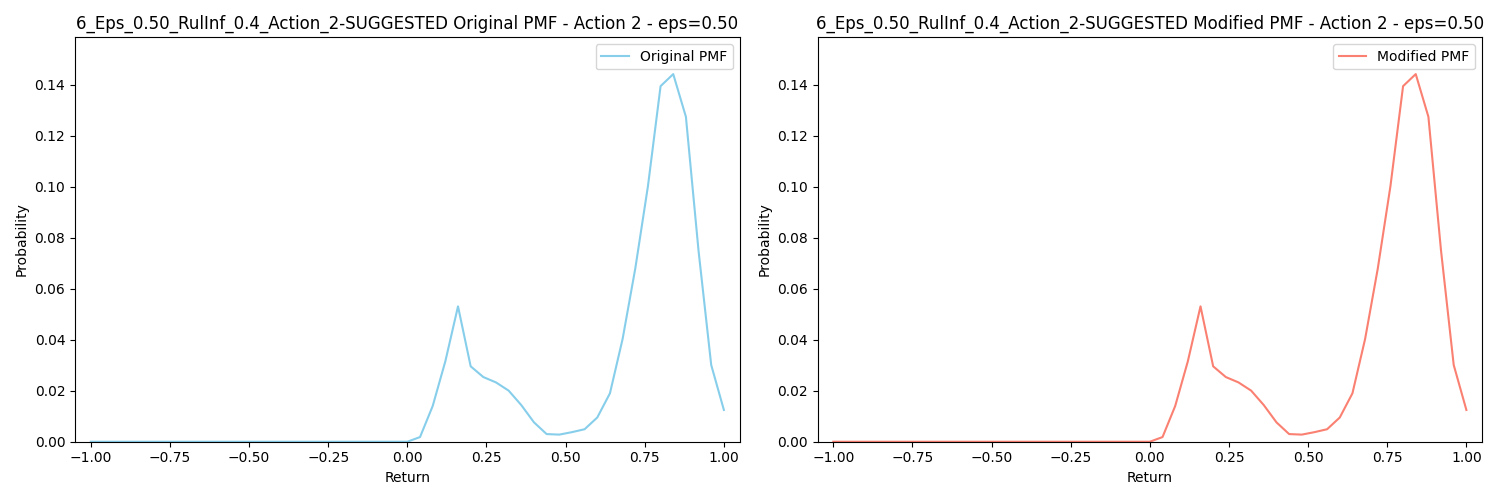 6_Eps_0.50_RulInf_0.4_Action_2-SUGGESTED Original PMF - Action 2 - eps=0.50
Original PMF
0.14
0.12
0.10
0.08
0.06
0.04
0.02
0.00
Probability
−1.00 −0.75 −0.50 −0.25 0.00 0.25 0.50 0.75 1.00
Return
6_Eps_0.50_RulInf_0.4_Action_2-SUGGESTED Modified PMF - Action 2 - eps=0.50
Modified PMF
0.14
0.12
0.10
0.08
0.06
0.04
0.02
0.00
Probability
−1.00 −0.75 −0.50 −0.25 0.00 0.25 0.50 0.75 1.00
Return